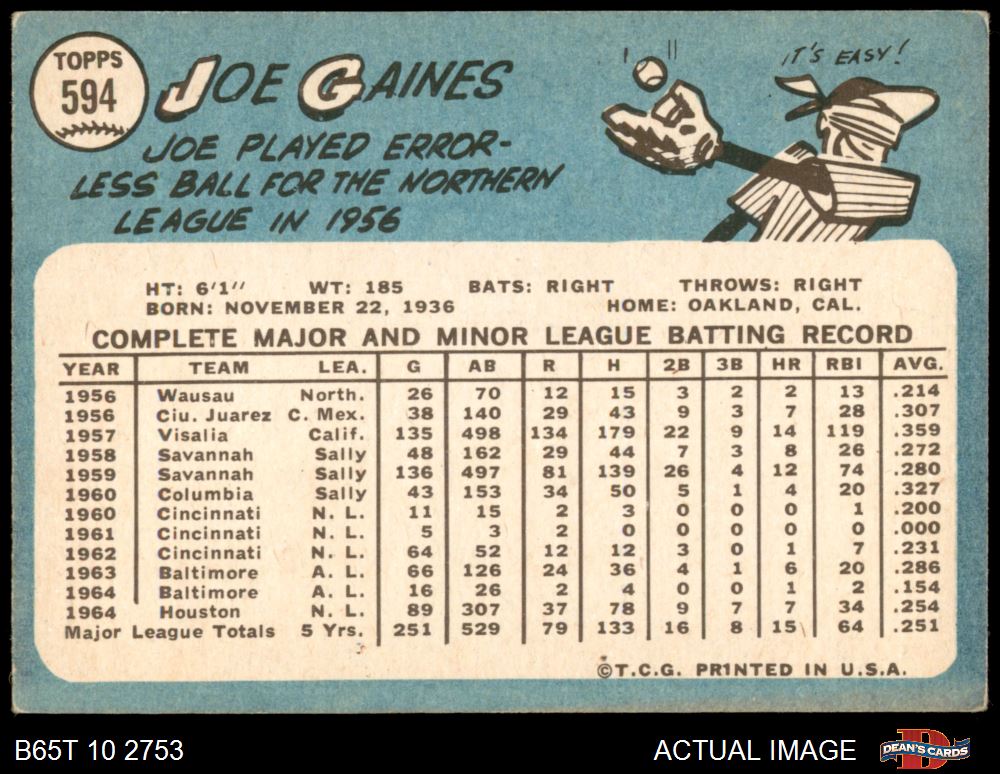 TOPPS
594
JOE GAINES
IT'S EASY!
JOE PLAYED ERROR-
LESS BALL FOR THE NORTHERN
LEAGUE IN 1956
HT: 6'1" WT: 185 BATS: RIGHT THROWS: RIGHT
BORN: NOVEMBER 22, 1936 HOME: OAKLAND, CAL.
COMPLETE MAJOR AND MINOR LEAGUE BATTING RECORD
YEAR TEAM LEA. G AB R H 2B 3B HR RBI AVG.
1956 Wausau North. 26 70 12 15 3 2 2 13 .214
1956 Ciu. Juarez C. Mex. 38 140 29 43 9 3 7 28 .307
1957 Visalia Calif. 135 498 134 179 22 9 14 119 .359
1958 Savannah Sally 48 162 29 44 7 3 8 26 .272
1959 Savannah Sally 136 497 81 139 26 4 12 74 .280
1960 Columbia Sally 43 153 34 50 5 1 4 20 .327
1960 Cincinnati N. L. 11 15 2 3 0 0 0 1 .200
1961 Cincinnati N. L. 5 3 2 0 0 0 0 0 .000
1962 Cincinnati N. L. 64 52 12 12 3 0 1 7 .231
1963 Baltimore A. L. 66 126 24 36 4 1 6 20 .286
1964 Baltimore A. L. 16 26 2 4 0 0 1 2 .154
1964 Houston N. L. 89 307 37 78 9 7 7 34 .254
Major League Totals 5 Yrs. 251 529 79 133 16 8 15 64 .251
©T.C.G. PRINTED IN U.S.A.
B65T 10 2753 ACTUAL IMAGE DEAN'S CARDS